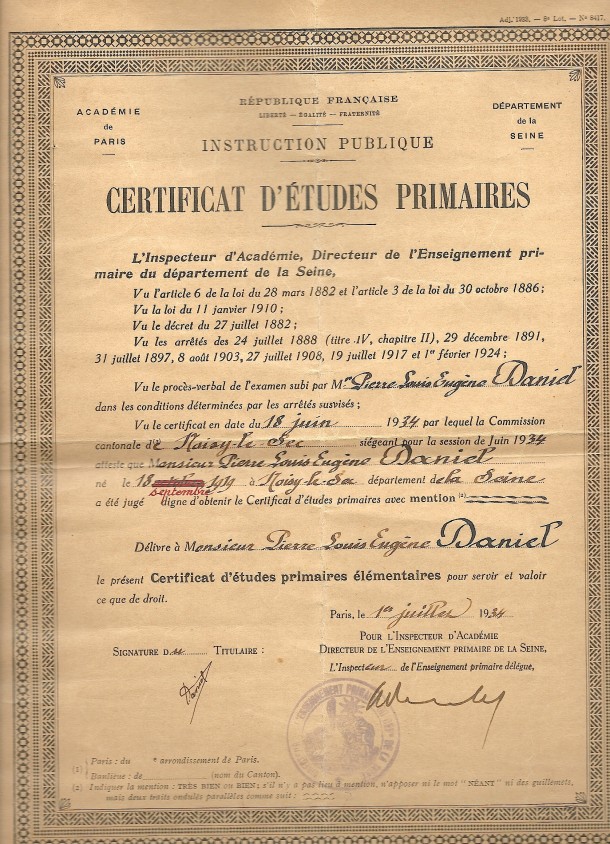 Adj. 1933. — 8e Lot. — No 8417.
ACADÉMIE
de
PARIS
RÉPUBLIQUE FRANÇAISE
LIBERTÉ — ÉGALITÉ — FRATERNITÉ
DÉPARTEMENT
de la
SEINE
INSTRUCTION PUBLIQUE
CERTIFICAT D'ÉTUDES PRIMAIRES
L'Inspecteur d'Académie, Directeur de l'Enseignement pri-
maire du département de la Seine,
Vu l'article 6 de la loi du 28 mars 1882 et l'article 3 de la loi du 30 octobre 1886 ;
Vu la loi du 11 janvier 1910 ;
Vu le décret du 27 juillet 1882 ;
Vu les arrêtés des 24 juillet 1888 (titre IV, chapitre II), 29 décembre 1891,
31 juillet 1897, 8 août 1903, 27 juillet 1908, 19 juillet 1917 et 1er février 1924 ;
Vu le procès-verbal de l'examen subi par Mr Pierre Louis Eugène Daniel
dans les conditions déterminées par les arrêtés susvisés ;
Vu le certificat en date du 18 juin 1934 par lequel la Commission
cantonale de Noisy-le-Sec siégeant pour la session de Juin 1934
atteste que Monsieur Pierre Louis Eugène Daniel
né le 18 1919 à Noisy-le-Sec département de la Seine
septembre
a été jugé digne d'obtenir le Certificat d'études primaires avec mention (2)
Délivré à Monsieur Pierre Louis Eugène Daniel
le présent Certificat d'études primaires élémentaires pour servir et valoir
ce que de droit.
Paris, le 1er juillet 1934
POUR L'INSPECTEUR D'ACADÉMIE
DIRECTEUR DE L'ENSEIGNEMENT PRIMAIRE DE LA SEINE,
L'Inspecteur de l'Enseignement primaire délégué,
SIGNATURE Du TITULAIRE :
Daniel
(1) Paris : du e arrondissement de Paris.
Banlieue : de (nom du Canton).
(2) Indiquer la mention : TRÈS BIEN ou BIEN; s'il n'y a pas lieu à mention, n'apposer ni le mot "NÉANT" ni des guillemets,
mais deux traits ondulés parallèles comme suit :